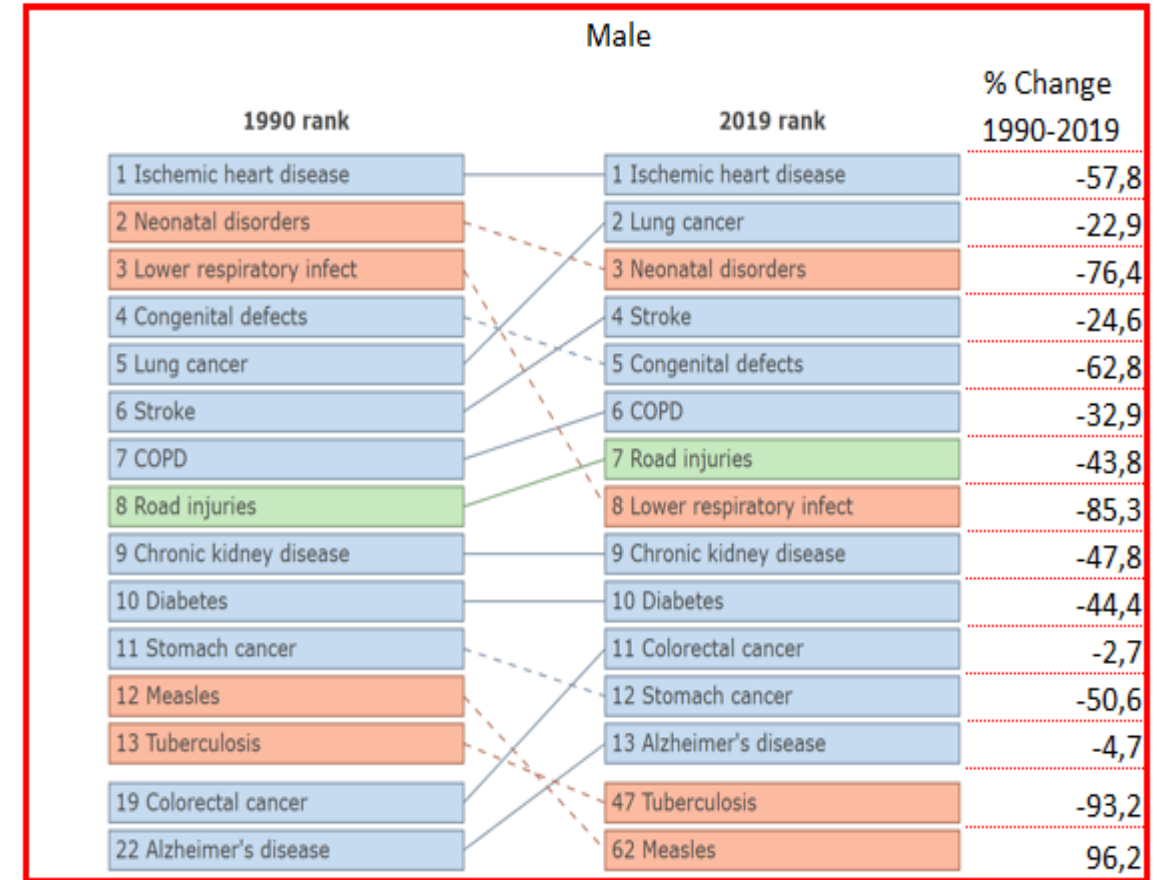 Male
% Change
1990 rank 2019 rank 1990-2019
1 Ischemic heart disease 1 Ischemic heart disease -57,8
2 Neonatal disorders 2 Lung cancer -22,9
3 Lower respiratory infect 3 Neonatal disorders -76,4
4 Congenital defects 4 Stroke -24,6
5 Lung cancer 5 Congenital defects -62,8
6 Stroke 6 COPD -32,9
7 COPD 7 Road injuries -43,8
8 Road injuries 8 Lower respiratory infect -85,3
9 Chronic kidney disease 9 Chronic kidney disease -47,8
10 Diabetes 10 Diabetes -44,4
11 Stomach cancer 11 Colorectal cancer -2,7
12 Measles 12 Stomach cancer -50,6
13 Tuberculosis 13 Alzheimer's disease -4,7
19 Colorectal cancer 47 Tuberculosis -93,2
22 Alzheimer's disease 62 Measles 96,2